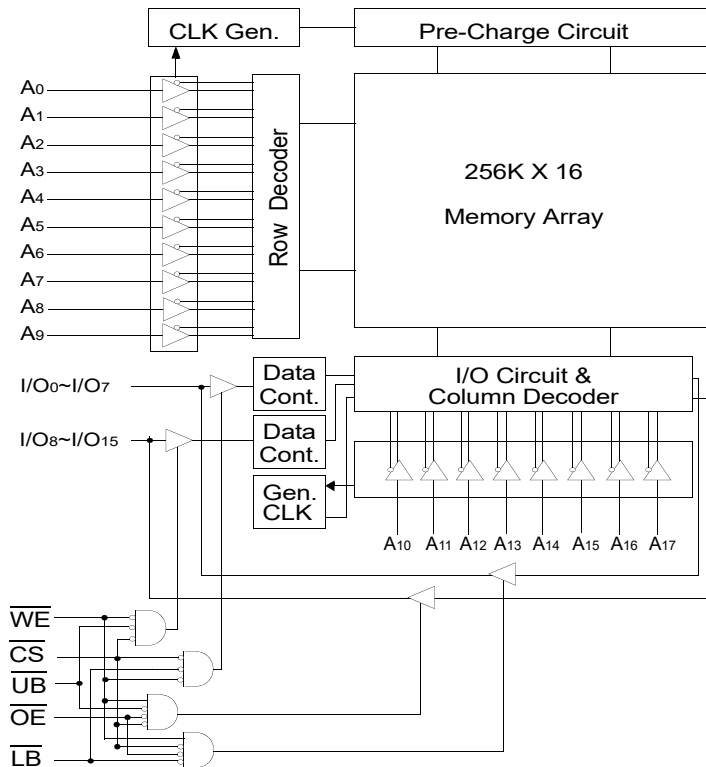 CLK Gen.
Pre-Charge Circuit
A0
A1
A2
A3
A4
A5
A6
A7
A8
A9
Row Decoder
256K X 16
Memory Array
I/O0~I/O7
Data
Cont.
I/O Circuit &
Column Decoder
I/O8~I/O15
Data
Cont.
Gen.
CLK
A10 A11 A12 A13 A14 A15 A16 A17
WE
CS
UB
OE
LB